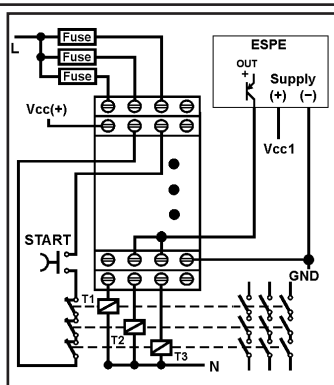 L
Fuse
Fuse
Fuse
ESPE
OUT
+
Supply
(+) (−)
Vcc(+)
Vcc1
START
GND
T1
T2
T3
N